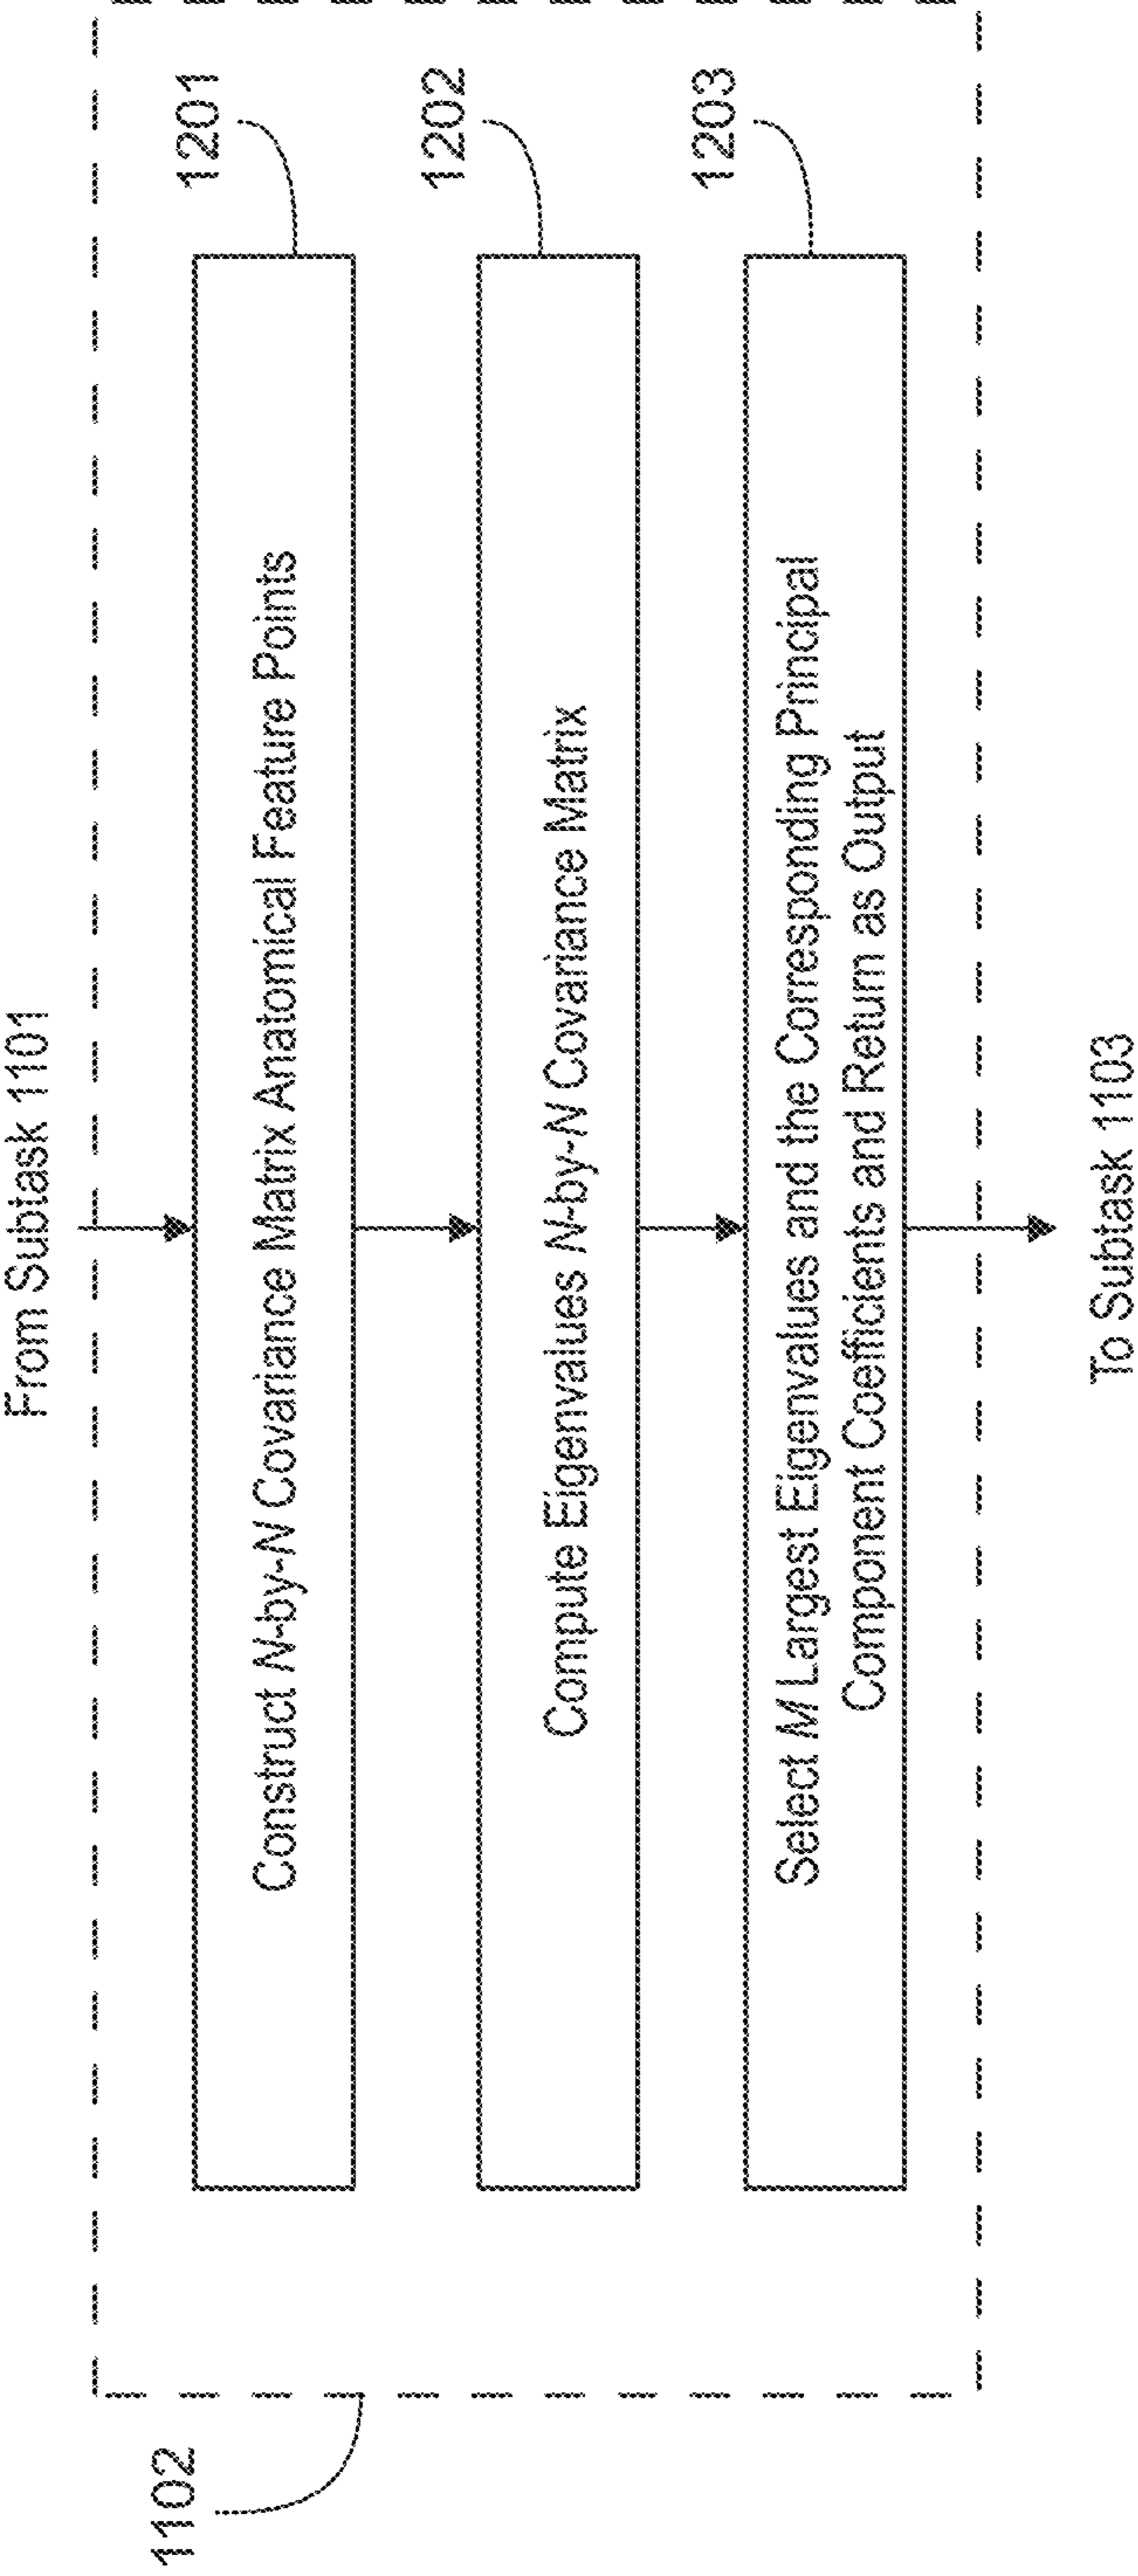 From Subtask 1101
1102
Construct N-by-N Covariance Matrix Anatomical Feature Points
1201
Compute Eigenvalues N-by-N Covariance Matrix
1202
Select M Largest Eigenvalues and the Corresponding Principal
Component Coefficients and Return as Output
1203
To Subtask 1103